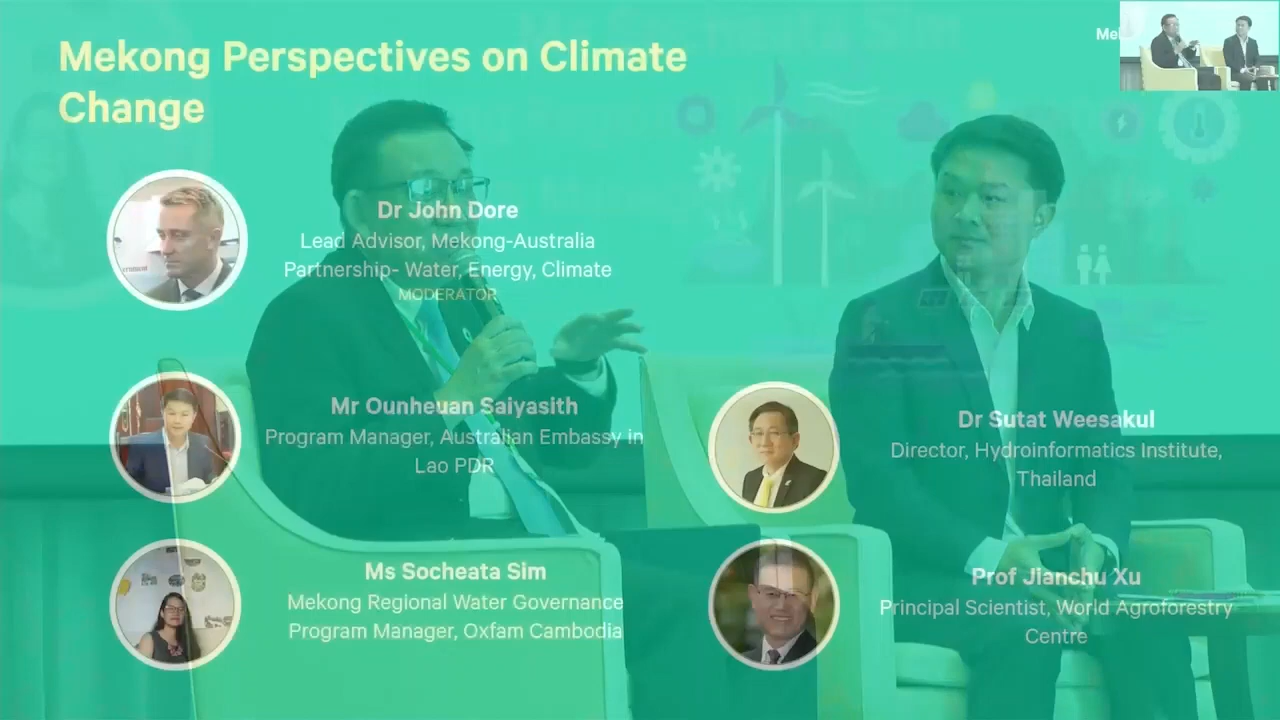 Mekong Perspectives on Climate
Change
Dr John Dore
Lead Advisor, Mekong-Australia
Partnership- Water, Energy, Climate
MODERATOR
Mr Ounheuan Saiyasith
Program Manager, Australian Embassy in
Lao PDR
Dr Sutat Weesakul
Director, Hydroinformatics Institute,
Thailand
Ms Socheata Sim
Mekong Regional Water Governance
Program Manager, Oxfam Cambodia
Prof Jianchu Xu
Principal Scientist, World Agroforestry
Centre